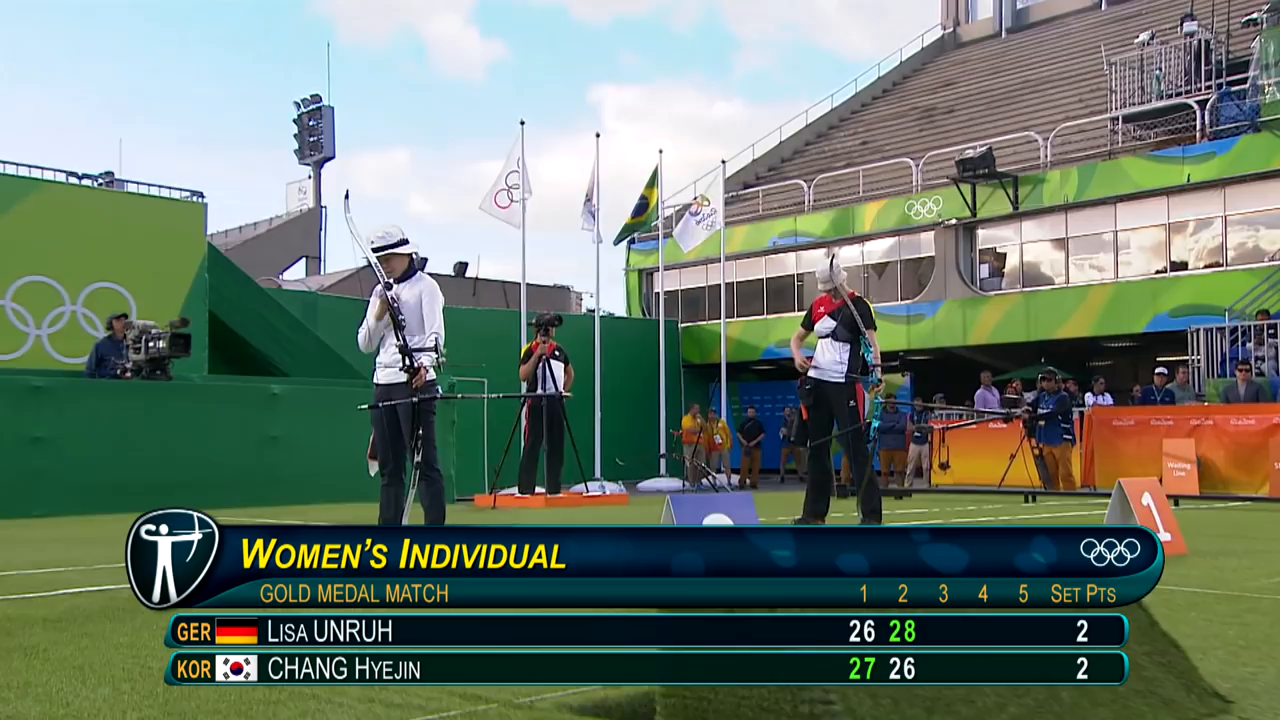 Waiting
Line
1
WOMEN'S INDIVIDUAL
GOLD MEDAL MATCH 1 2 3 4 5 SET PTS
GER LISA UNRUH 26 28 2
KOR CHANG HYEJIN 27 26 2